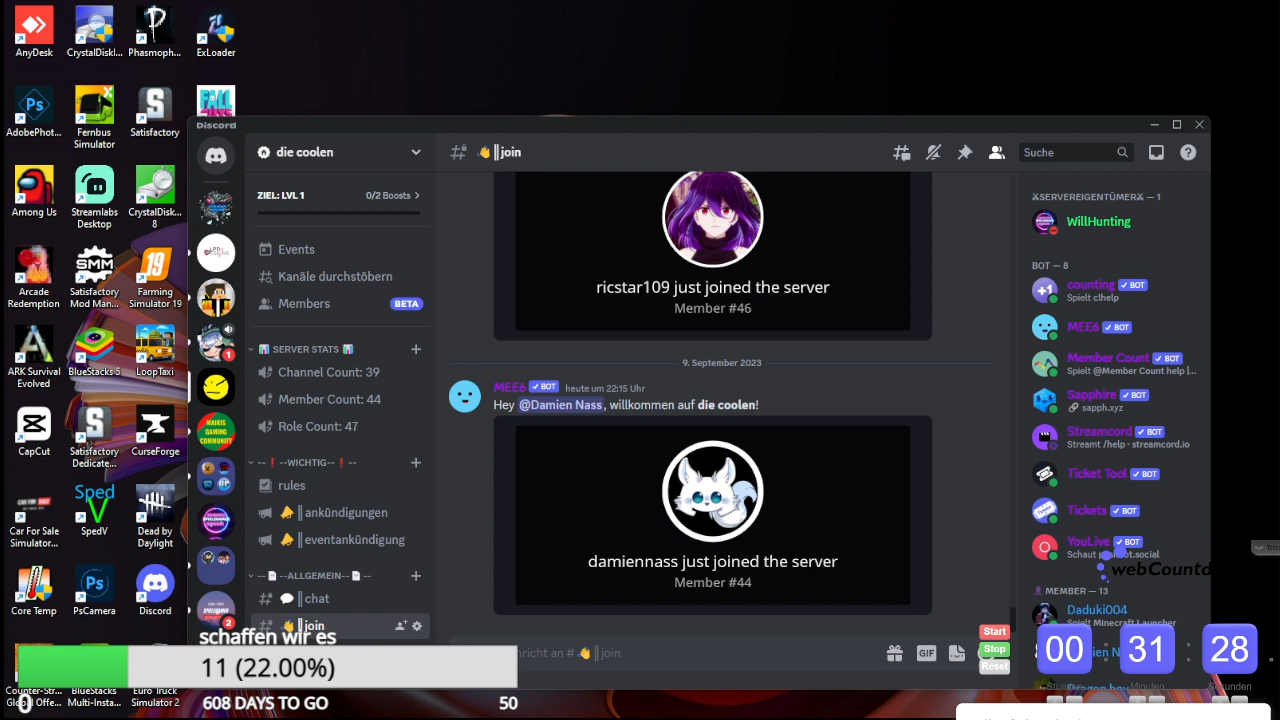 AnyDesk
CrystalDiskI...
Phasmoph...
ExLoader
AdobePhot...
Fernbus
Simulator
Satisfactory
Among Us
Streamlabs
Desktop
CrystalDisk...
8
Arcade
Redemption
Satisfactory
Mod Man...
Farming
Simulator 19
ARK Survival
Evolved
BlueStacks 5
LoopTaxi
CapCut
Satisfactory
Dedicate...
CurseForge
Car For Sale
Simulator...
SpedV
Dead by
Daylight
Core Temp
PsCamera
Discord
Counter-Str...
Global Offe...
BlueStacks
Multi-Insta...
Euro Truck
Simulator 2
Discord
die coolen
ZIEL: LVL 1
0/2 Boosts
Events
Kanäle durchstöbern
Members
BETA
📊 SERVER STATS 📊
Channel Count: 39
Member Count: 44
Role Count: 47
--❗--WICHTIG--❗--
rules
📣║ankündigungen
📣║eventankündigung
--📄--ALLGEMEIN--📄--
💬║chat
👋║join
👋║join
Suche
ricstar109 just joined the server
Member #46
9. September 2023
MEE6 ✓ BOT heute um 22:15 Uhr
Hey @Damien Nass, willkommen auf die coolen!
damiennass just joined the server
Member #44
nricht an #👋║join
⚔SERVEREIGENTÜMER⚔ — 1
WillHunting
BOT — 8
counting ✓ BOT
Spielt c!help
MEE6 ✓ BOT
Member Count ✓ BOT
Spielt @Member Count help |...
Sapphire ✓ BOT
sapph.xyz
Streamcord ✓ BOT
Streamt /help · streamcord.io
Ticket Tool ✓ BOT
Tickets ✓ BOT
YouLive ✓ BOT
webCountd
MEMBER — 13
Daduki004
Spielt Minecraft Launcher
Start
Stop
Reset
00 : 31 : 28
Stunden
Minuten
Sekunden
schaffen wir es
11 (22.00%)
0
608 DAYS TO GO
50